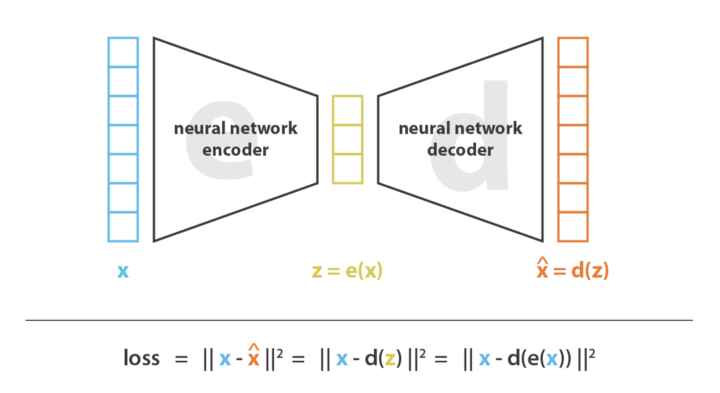 e
neural network
encoder
d
neural network
decoder
x
z = e(x)
x̂ = d(z)
loss = || x - x̂ ||² = || x - d(z) ||² = || x - d(e(x)) ||²